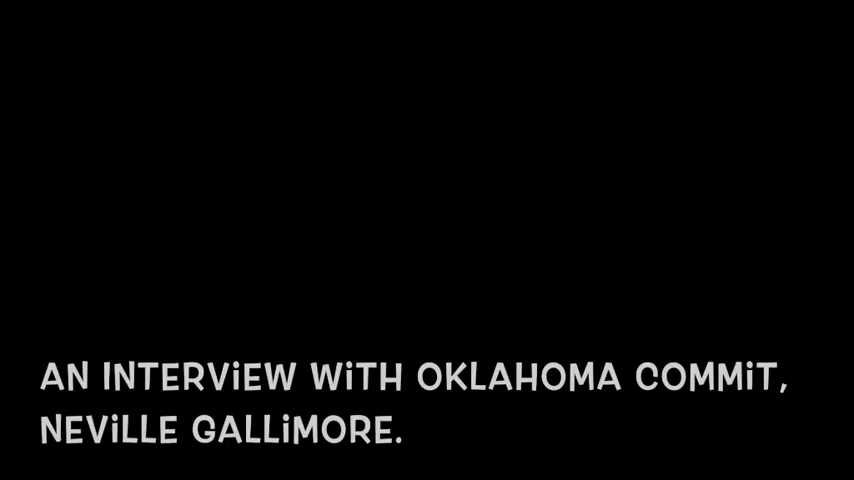 AN INTERVIEW WITH OKLAHOMA COMMIT,
NEVILLE GALLIMORE.